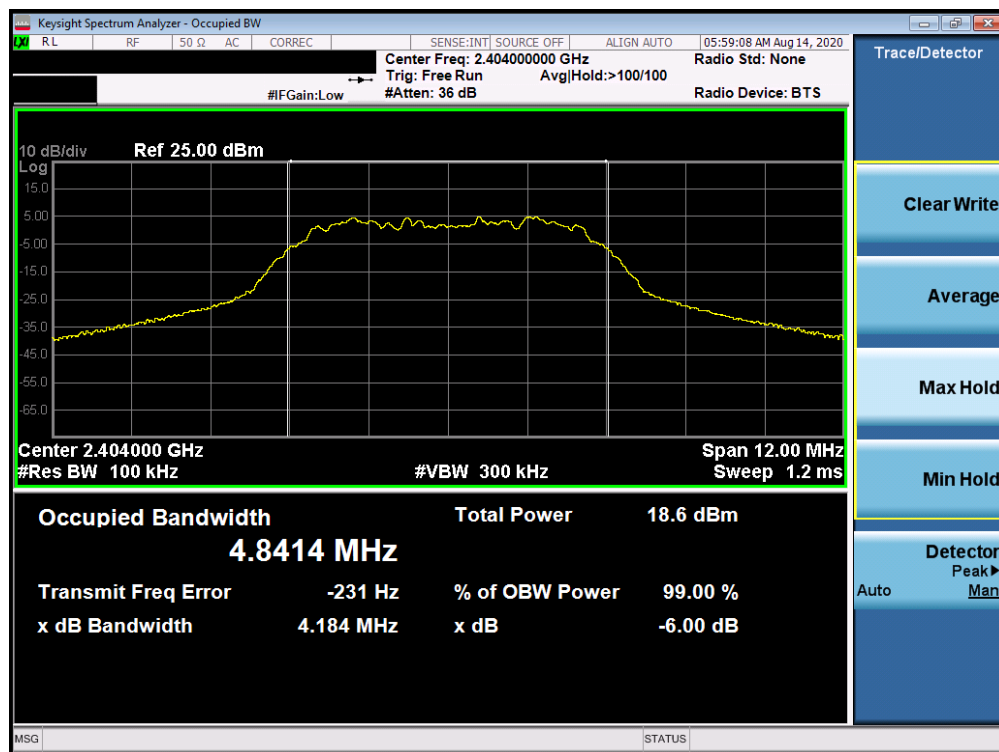 Keysight Spectrum Analyzer - Occupied BW
LXI RL RF 50 Ω AC CORREC SENSE:INT SOURCE OFF ALIGN AUTO 05:59:08 AM Aug 14, 2020
Center Freq: 2.404000000 GHz Radio Std: None
Trig: Free Run Avg|Hold:>100/100
#IFGain:Low #Atten: 36 dB Radio Device: BTS
Trace/Detector
10 dB/div Ref 25.00 dBm
Log
15.0
5.00
-5.00
-15.0
-25.0
-35.0
-45.0
-55.0
-65.0
Center 2.404000 GHz Span 12.00 MHz
#Res BW 100 kHz #VBW 300 kHz Sweep 1.2 ms
Occupied Bandwidth Total Power 18.6 dBm
4.8414 MHz
Transmit Freq Error -231 Hz % of OBW Power 99.00 %
x dB Bandwidth 4.184 MHz x dB -6.00 dB
Clear Write
Average
Max Hold
Min Hold
Detector
Peak▶
Auto Man
MSG STATUS